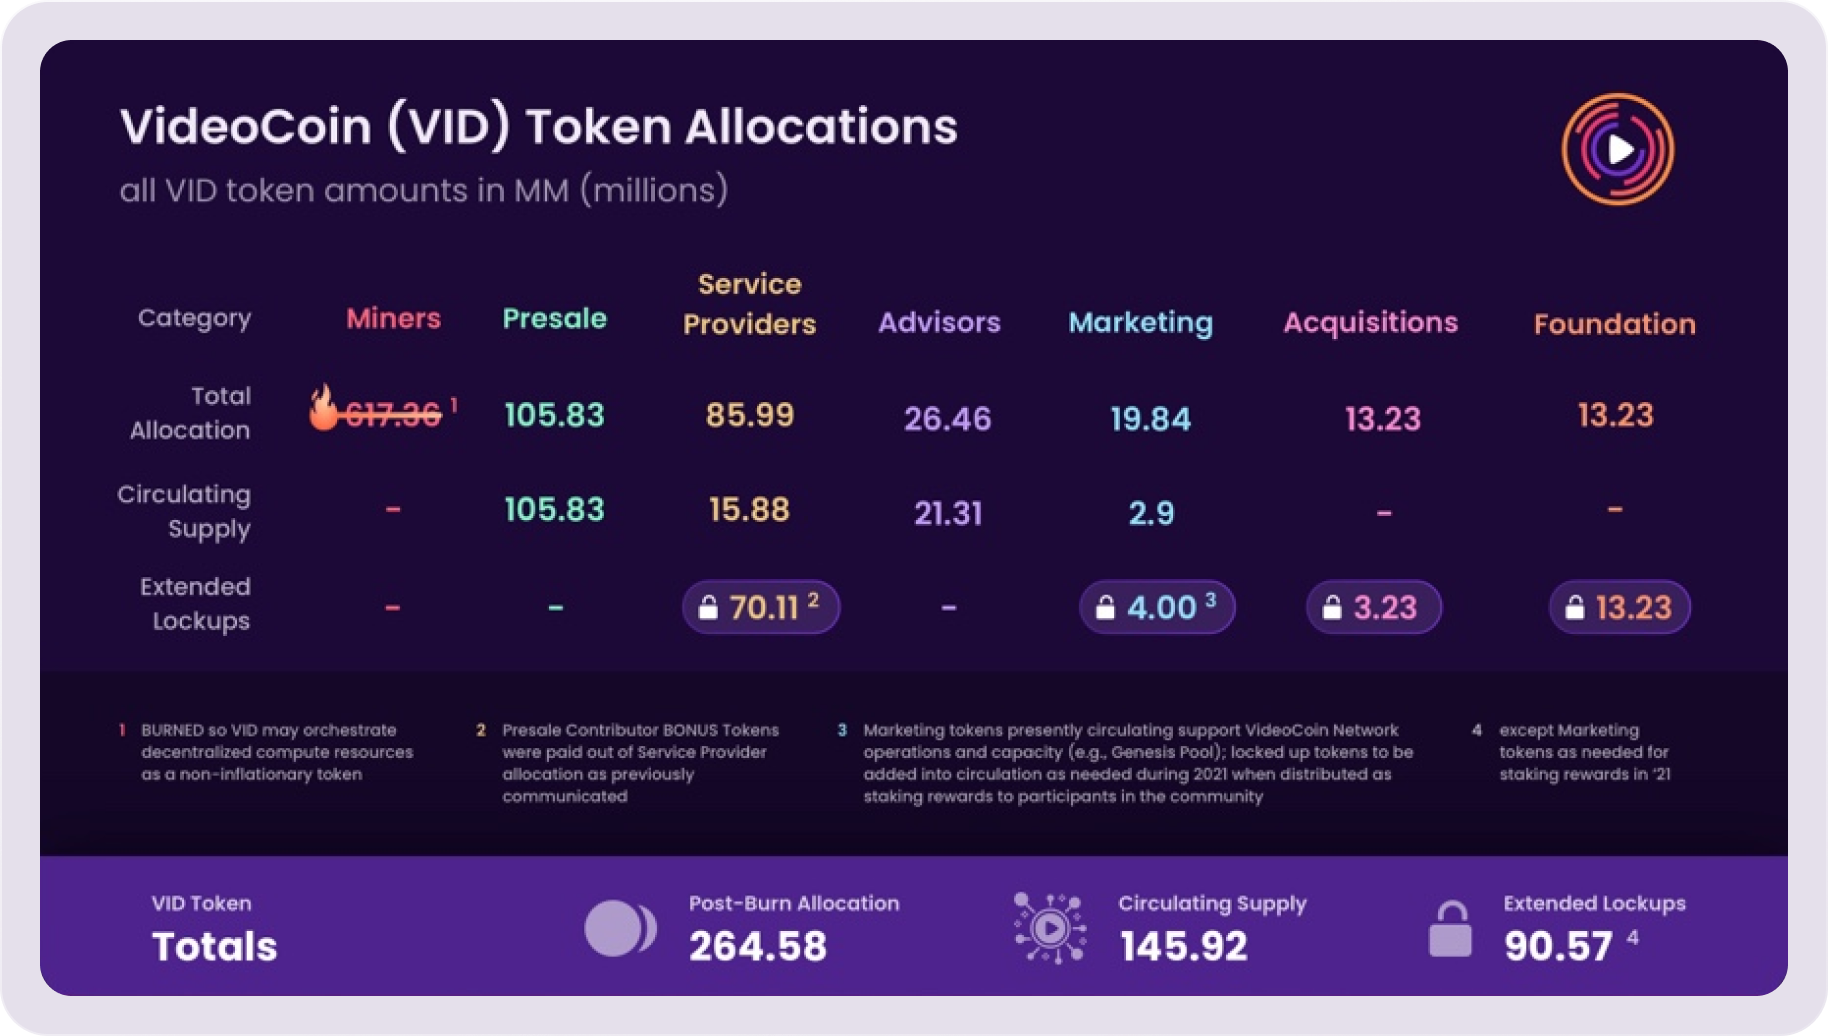 VideoCoin (VID) Token Allocations
all VID token amounts in MM (millions)
Category Miners Presale Service Providers Advisors Marketing Acquisitions Foundation
Total Allocation 617.36 1 105.83 85.99 26.46 19.84 13.23 13.23
Circulating Supply - 105.83 15.88 21.31 2.9 - -
Extended Lockups - - 70.11 2 - 4.00 3 3.23 13.23
1 BURNED so VID may orchestrate
decentralized compute resources
as a non-inflationary token
2 Presale Contributor BONUS Tokens
were paid out of Service Provider
allocation as previously
communicated
3 Marketing tokens presently circulating support VideoCoin Network
operations and capacity (e.g., Genesis Pool); locked up tokens to be
added into circulation as needed during 2021 when distributed as
staking rewards to participants in the community
4 except Marketing
tokens as needed for
staking rewards in ‘21
VID Token
Totals
Post-Burn Allocation
264.58
Circulating Supply
145.92
Extended Lockups
90.57 4